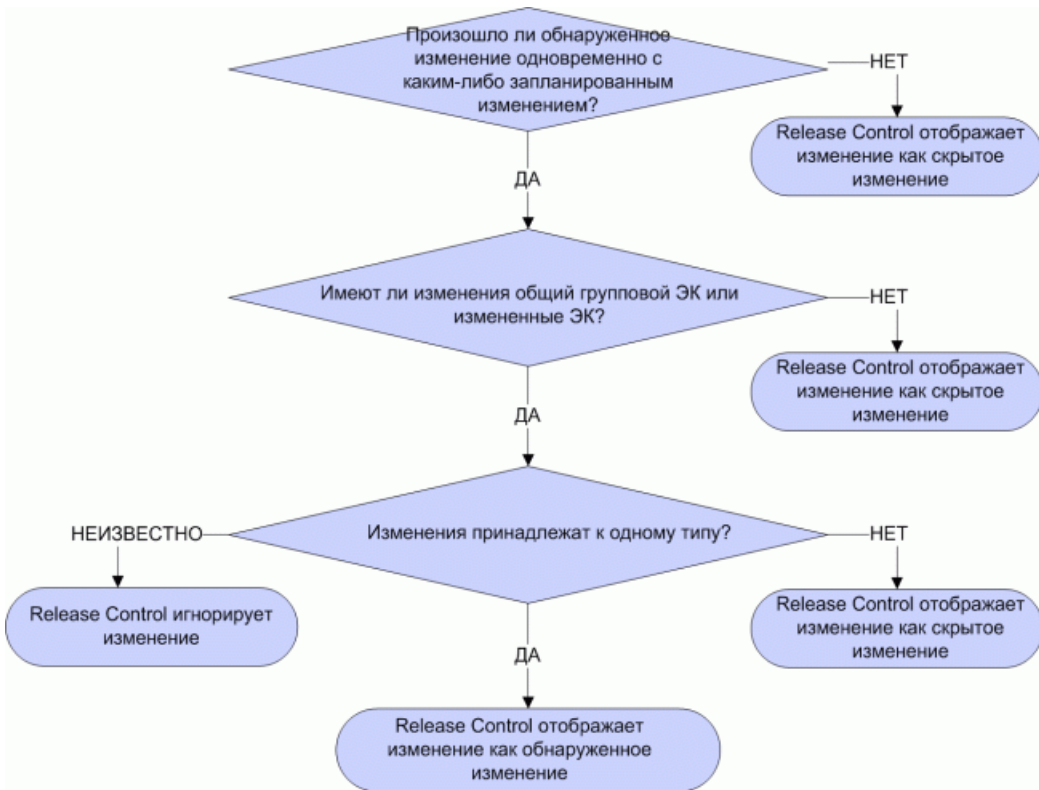 Произошло ли обнаруженное
изменение одновременно с
каким-либо запланированным
изменением?
НЕТ
Release Control отображает
изменение как скрытое
изменение
ДА
Имеют ли изменения общий групповой ЭК или
измененные ЭК?
НЕТ
Release Control отображает
изменение как скрытое
изменение
ДА
Изменения принадлежат к одному типу?
НЕИЗВЕСТНО
НЕТ
Release Control игнорирует
изменение
Release Control отображает
изменение как скрытое
изменение
ДА
Release Control отображает
изменение как обнаруженное
изменение